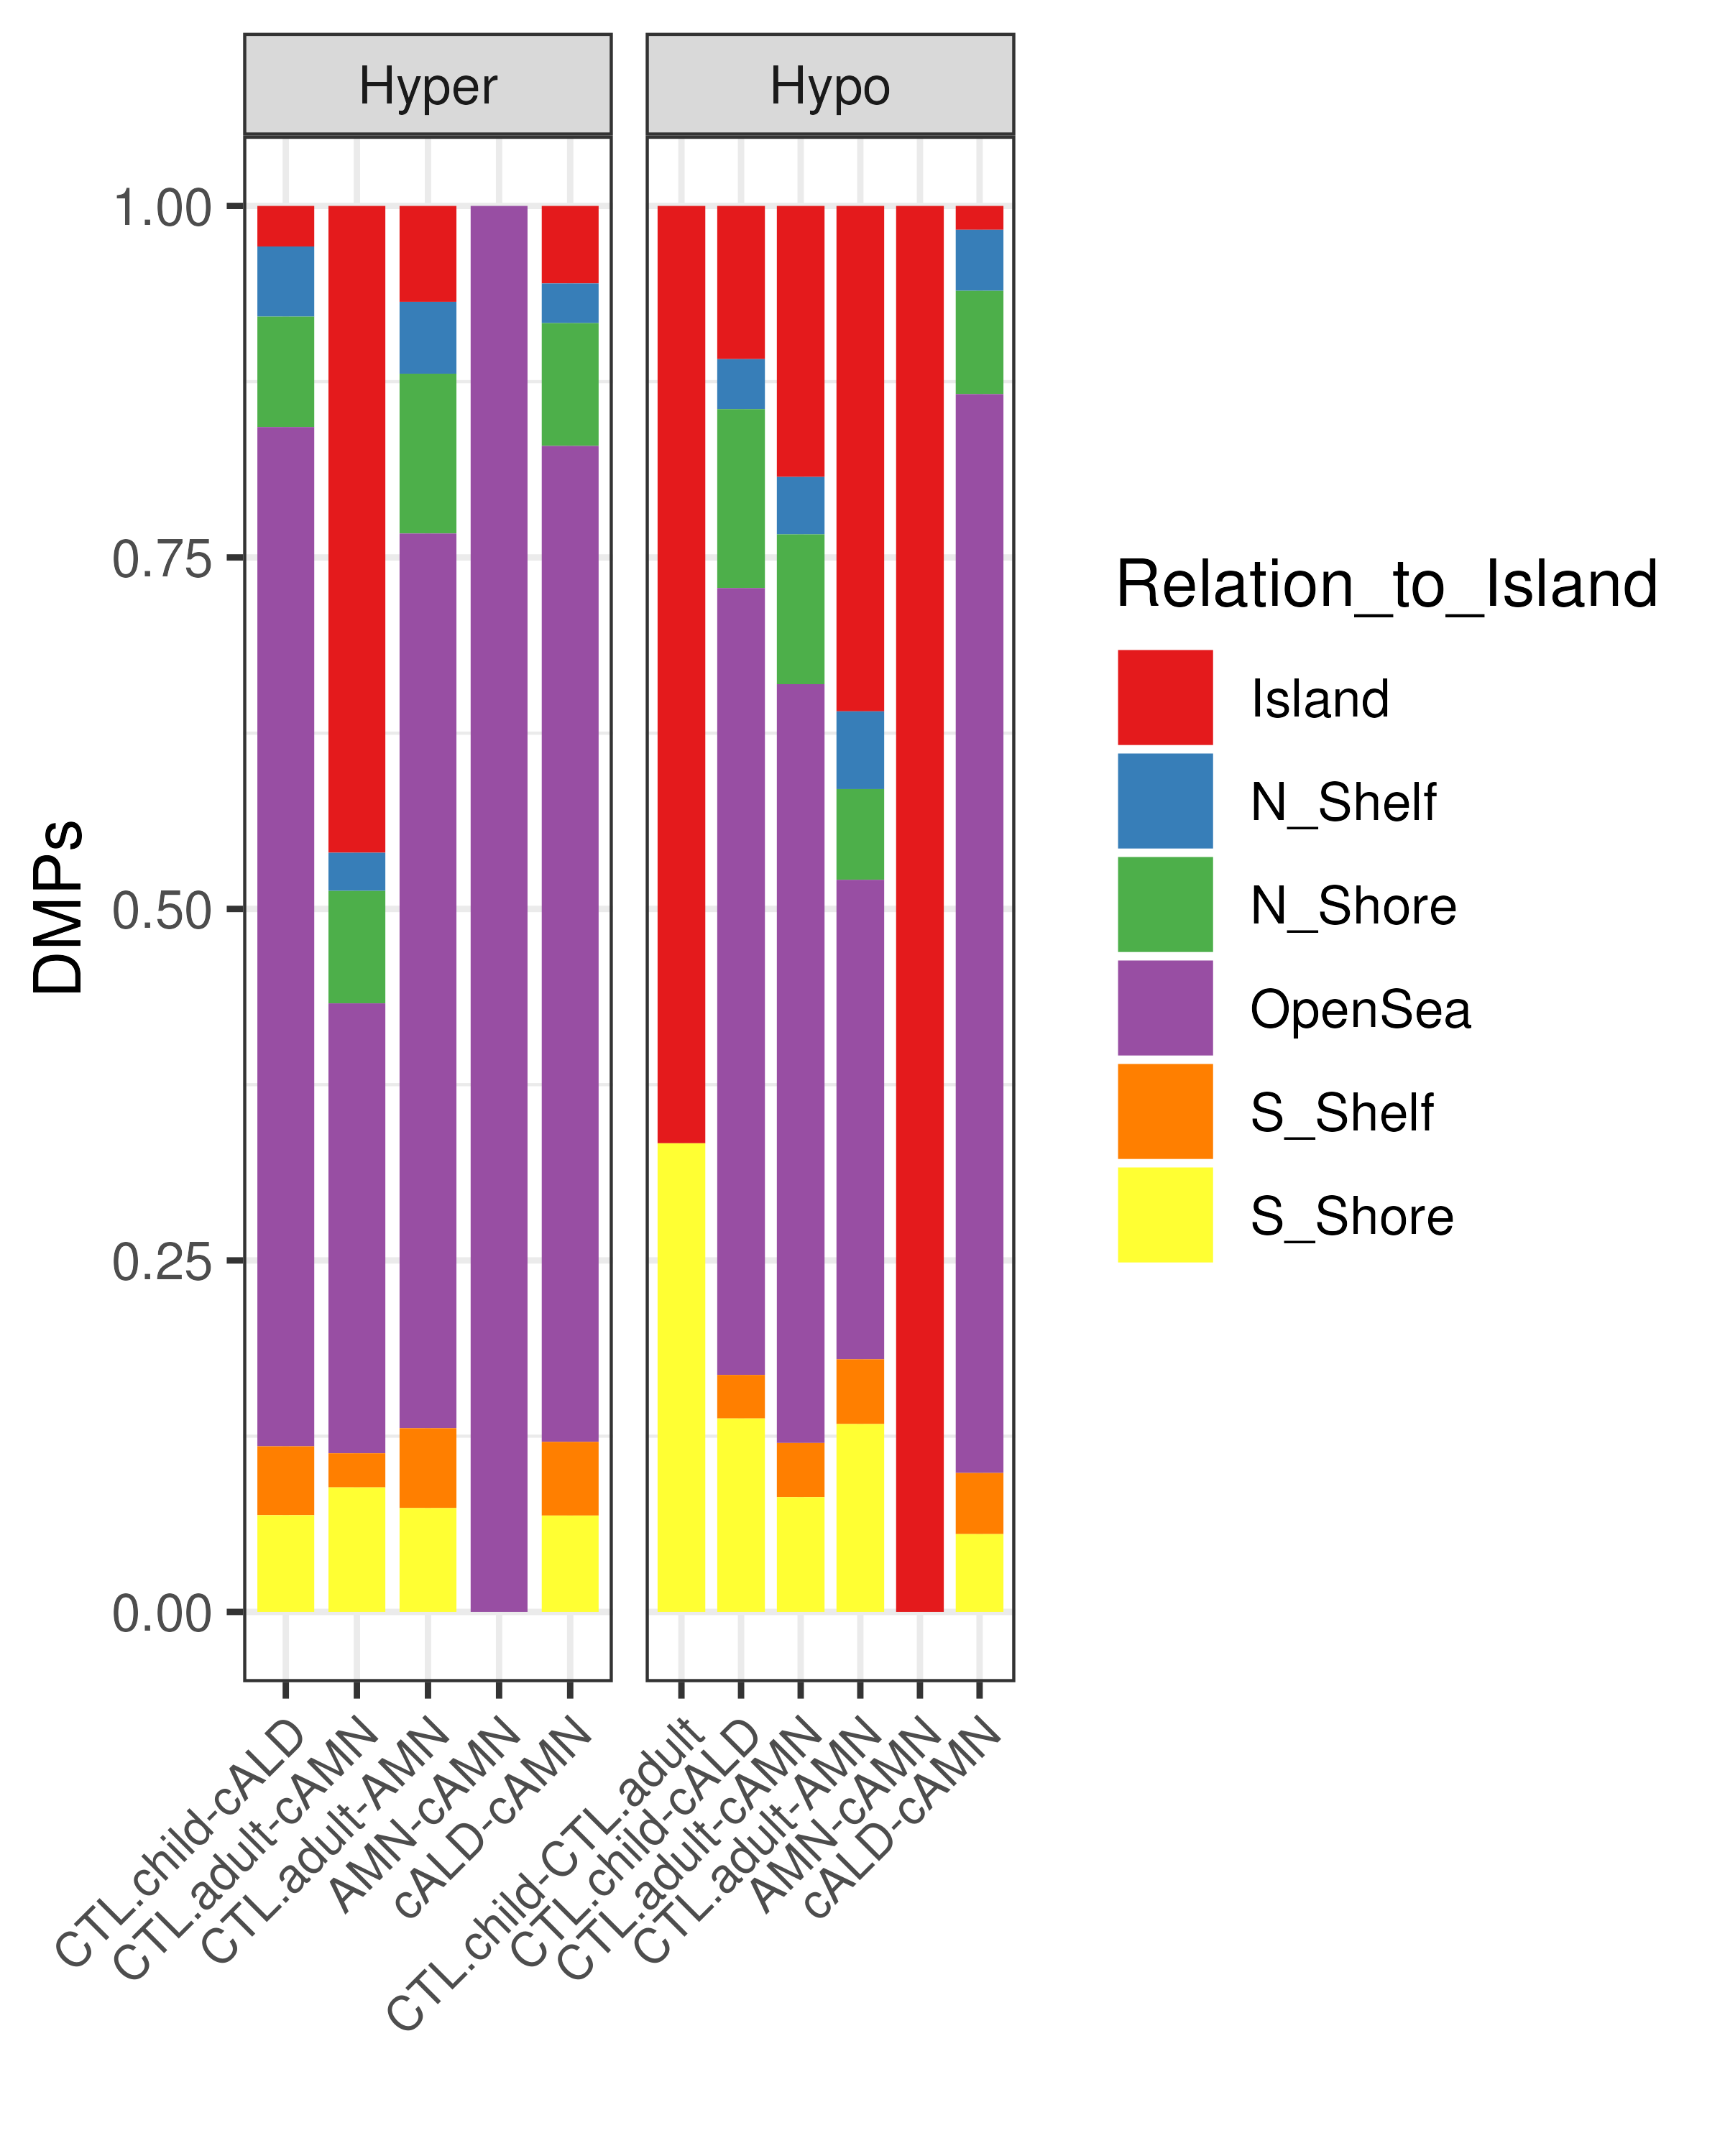 Hyper
Hypo
1.00
0.75
0.50
0.25
0.00
DMPs
CTL.child-cALD
CTL.adult-cAMN
CTL.adult-AMN
AMN-cAMN
cALD-cAMN
CTL.child-CTL.adult
CTL.child-cALD
CTL.adult-cAMN
CTL.adult-AMN
AMN-cAMN
cALD-cAMN
Relation_to_Island
Island
N_Shelf
N_Shore
OpenSea
S_Shelf
S_Shore